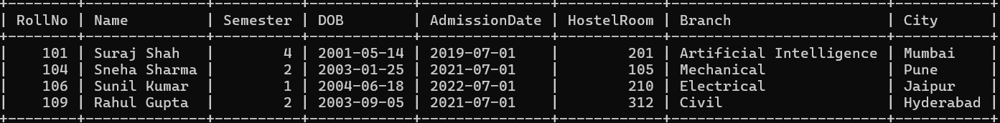 | RollNo | Name         | Semester | DOB        | AdmissionDate | HostelRoom | Branch                  | City      |
|    101 | Suraj Shah   |        4 | 2001-05-14 | 2019-07-01    |        201 | Artificial Intelligence | Mumbai    |
|    104 | Sneha Sharma |        2 | 2003-01-25 | 2021-07-01    |        105 | Mechanical              | Pune      |
|    106 | Sunil Kumar  |        1 | 2004-06-18 | 2022-07-01    |        210 | Electrical              | Jaipur    |
|    109 | Rahul Gupta  |        2 | 2003-09-05 | 2021-07-01    |        312 | Civil                   | Hyderabad |